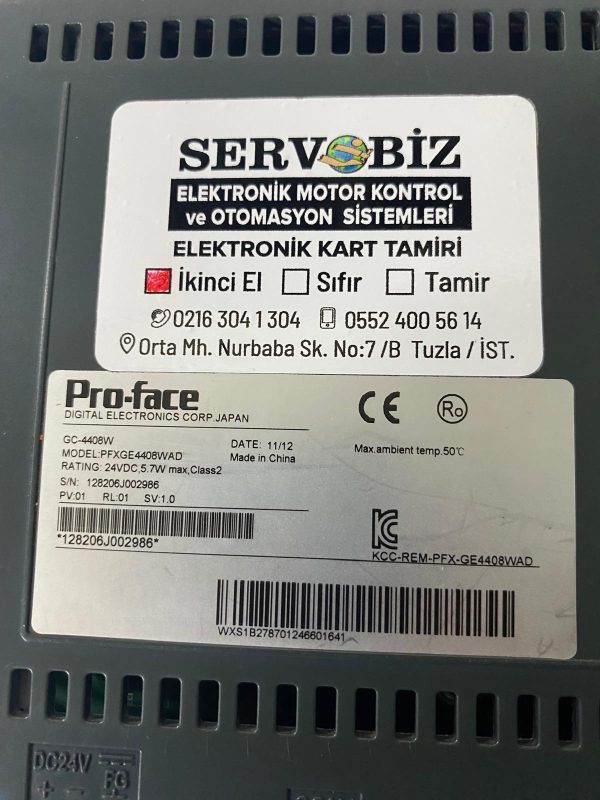 SERVOBİZ
ELEKTRONİK MOTOR KONTROL
ve OTOMASYON SİSTEMLERİ
ELEKTRONİK KART TAMİRİ
İkinci El Sıfır Tamir
0216 304 1 304 0552 400 56 14
Orta Mh. Nurbaba Sk. No:7 /B Tuzla / İST.
Pro-face
DIGITAL ELECTRONICS CORP.JAPAN
CE
Ro
GC-4408W
DATE: 11/12
MODEL:PFXGE4408WAD
Made in China
Max.ambient temp.50℃
RATING: 24VDC,5.7W max,Class2
S/N: 128206J002986
PV:01 RL:01 SV:1.0
*128206J002986*
KCC-REM-PFX-GE4408WAD
WXS1B278701246601641
DC24V
FG
+ -